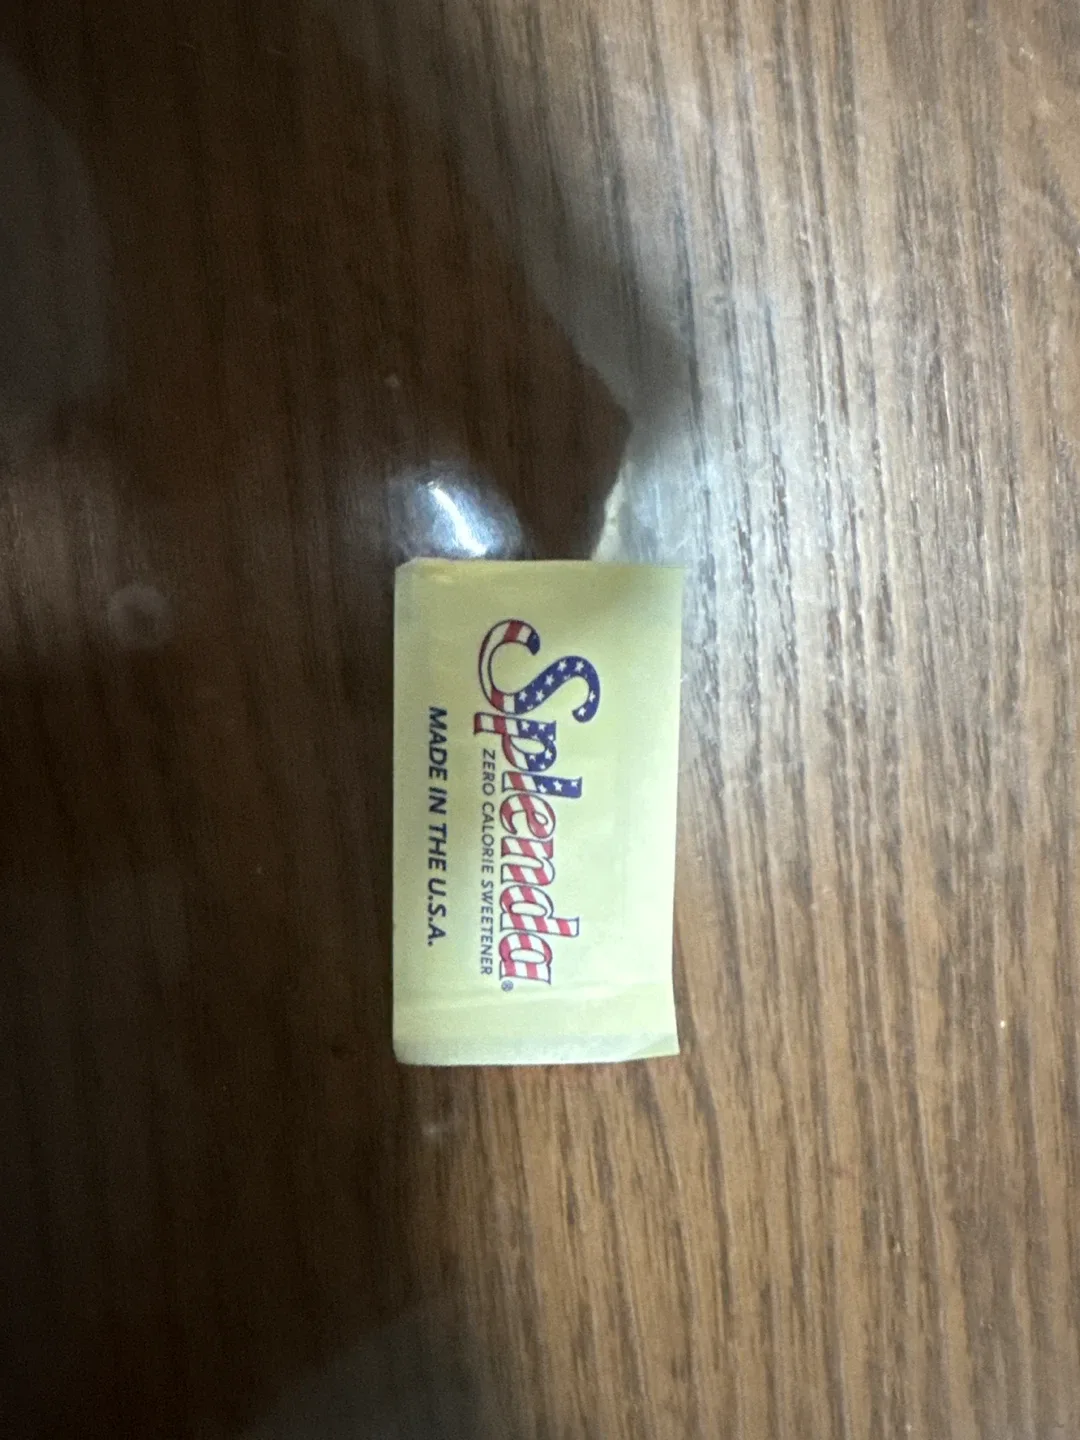 Splenda®
ZERO CALORIE SWEETENER
MADE IN THE U.S.A.